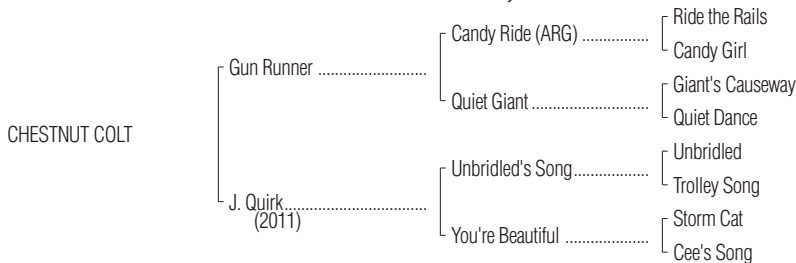 Ride the Rails
Candy Ride (ARG) ................
Candy Girl
Gun Runner ..........................
Giant's Causeway
Quiet Giant............................
Quiet Dance
CHESTNUT COLT
Unbridled
Unbridled's Song..................
Trolley Song
J. Quirk..................................
(2011)
Storm Cat
You're Beautiful ....................
Cee's Song